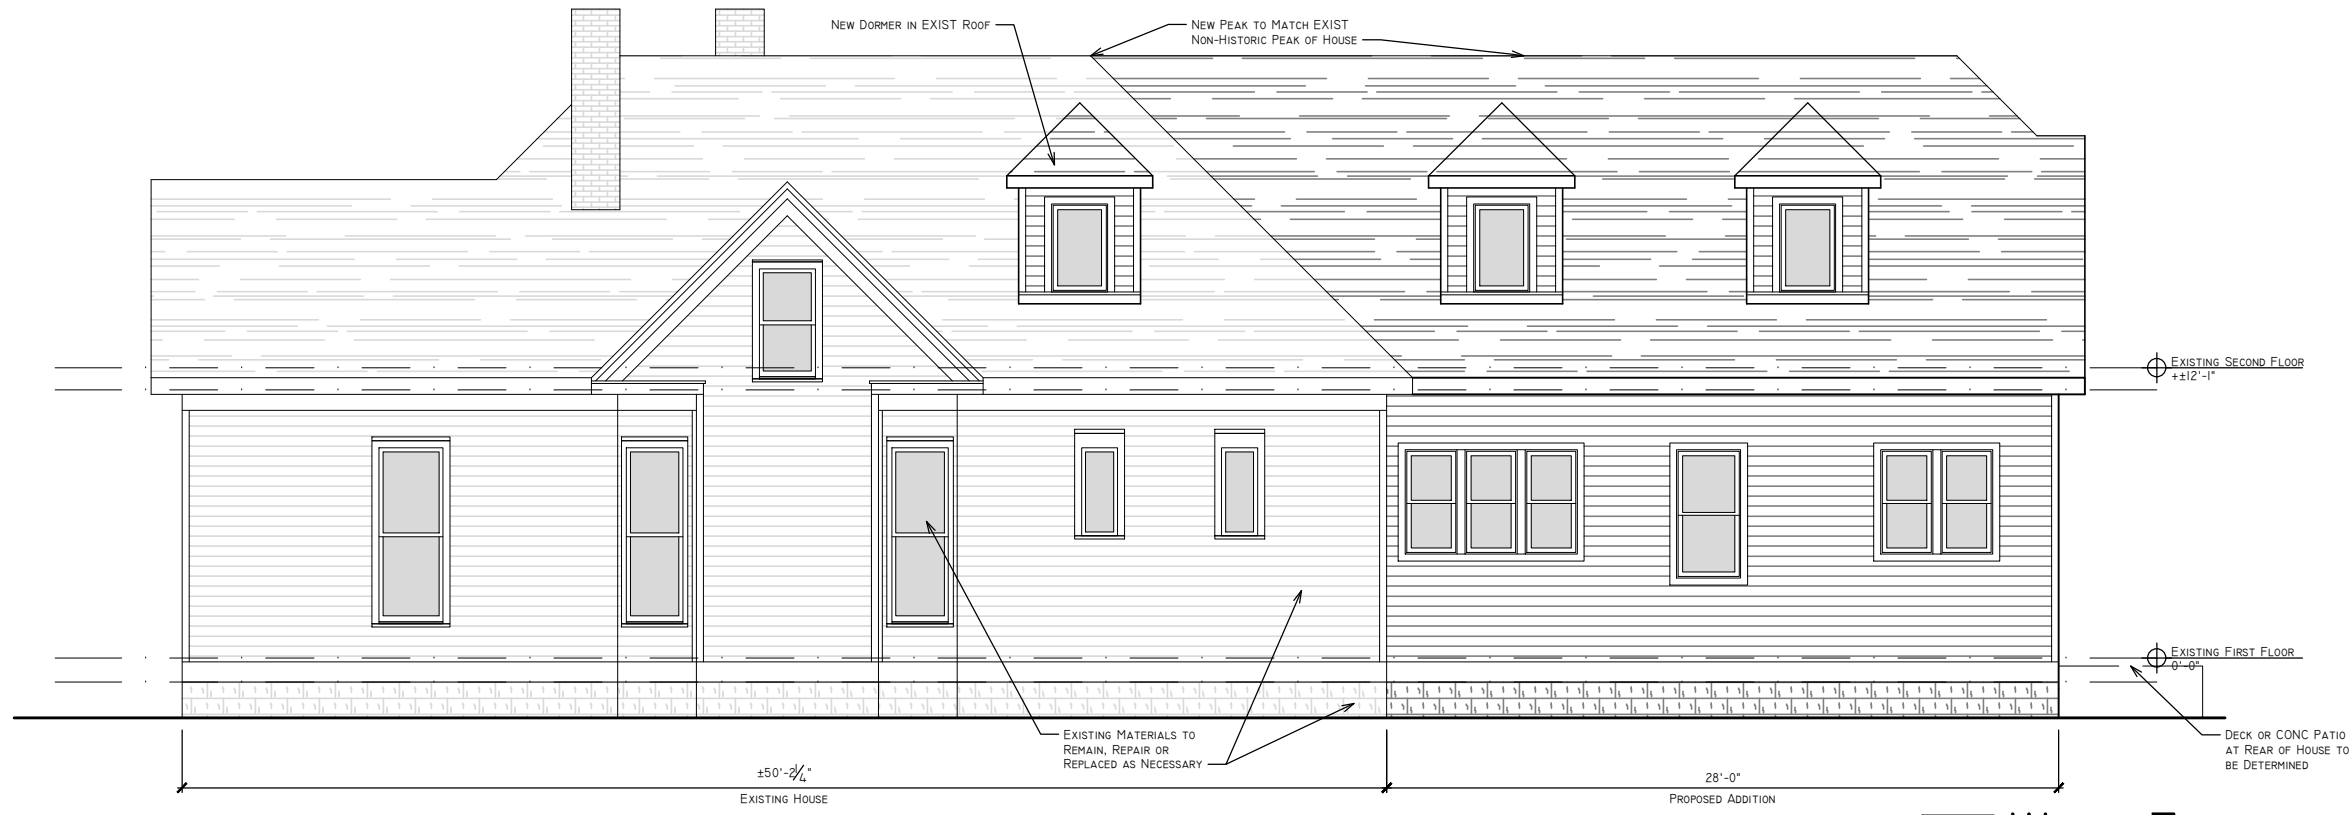 New Dormer in EXIST Roof
New Peak to Match EXIST
Non-Historic Peak of House
Existing Second Floor
+±12'-1"
Existing First Floor
0'-0"
Existing Materials to
Remain, Repair or
Replaced as Necessary
Deck or CONC Patio
at Rear of House to
be Determined
±50'-2 1/4"
Existing House
28'-0"
Proposed Addition